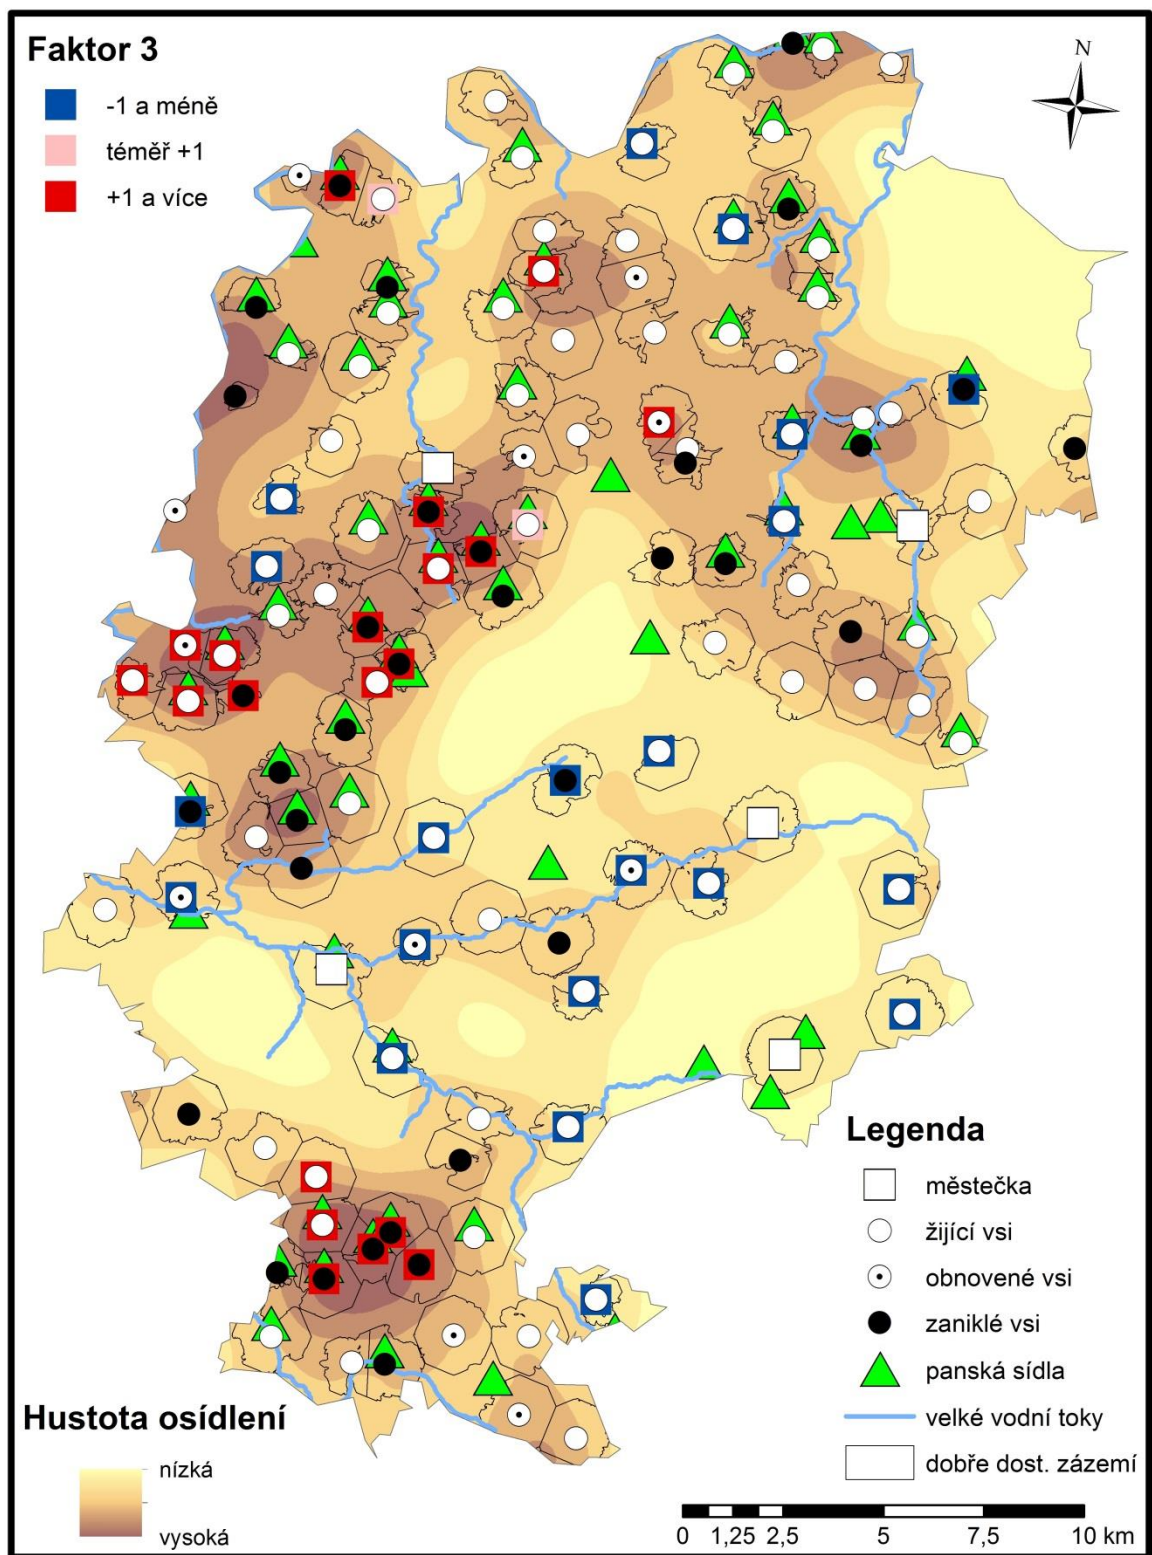 Faktor 3
-1 a méně
téměř +1
+1 a více
N
Legenda
městečka
žijící vsi
obnovené vsi
zaniklé vsi
panská sídla
velké vodní toky
dobře dost. zázemí
Hustota osídlení
nízká
vysoká
0 1,25 2,5 5 7,5 10 km